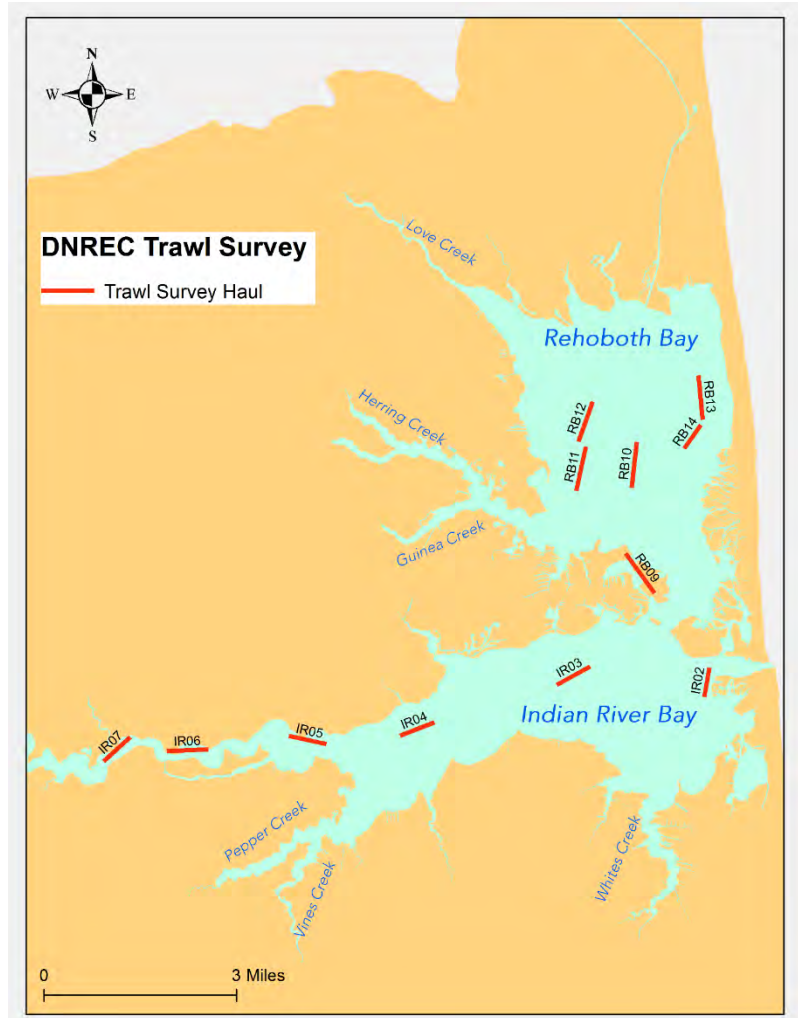 N
W E
S
DNREC Trawl Survey
Trawl Survey Haul
Love Creek
Rehoboth Bay
RB13
RB12
RB14
Herring Creek
RB11
RB10
Guinea Creek
RB09
IR03
IR02
Indian River Bay
IR04
IR05
IR06
IR07
Pepper Creek
Whites Creek
Vines Creek
0 3 Miles